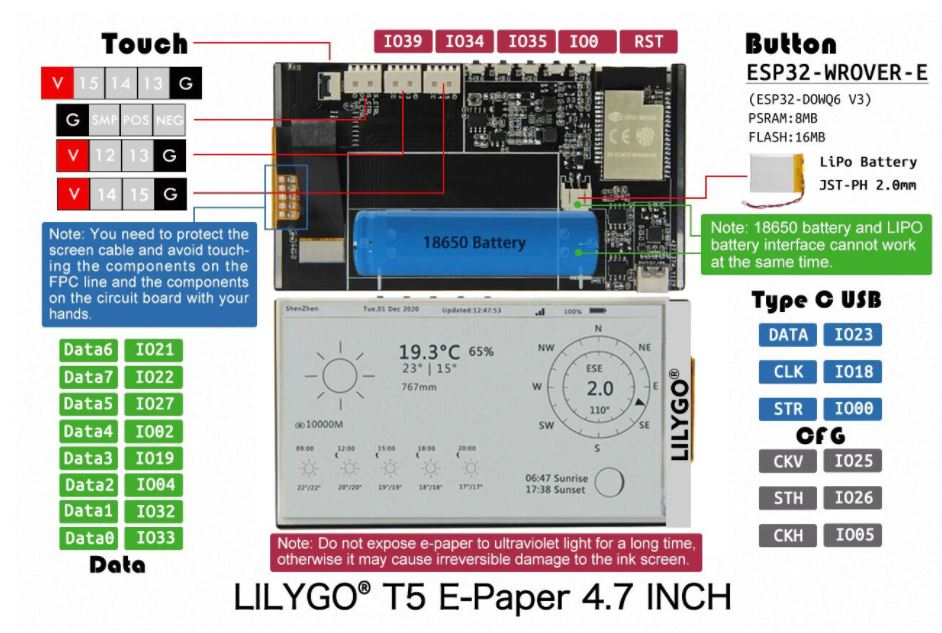 Touch
IO39 IO34 IO35 IO0 RST
Button
ESP32-WROVER-E
(ESP32-DOWQ6 V3)
PSRAM:8MB
FLASH:16MB
V 15 14 13 G
G SMP POS NEG
V 12 13 G
V 14 15 G
LiPo Battery
JST-PH 2.0mm
Note: You need to protect the
screen cable and avoid touch-
ing the components on the
FPC line and the components
on the circuit board with your
hands.
18650 Battery
Note: 18650 battery and LIPO
battery interface cannot work
at the same time.
Data6 IO21
Data7 IO22
Data5 IO27
Data4 IO02
Data3 IO19
Data2 IO04
Data1 IO32
Data0 IO33
Data
ShenZhen Tue,01 Dec 2020 Updated:12:47:53 100%
19.3°C 65%
23° | 15°
767mm
10000M
09:00 12:00 15:00 18:00 20:00
22°/22° 20°/20° 19°/19° 18°/18° 17°/17°
N
NW NE
ESE
W 2.0 E
110°
SW SE
S
06:47 Sunrise
17:38 Sunset
LILYGO®
Type C USB
DATA IO23
CLK IO18
STR IO00
CFG
CKV IO25
STH IO26
CKH IO05
Note: Do not expose e-paper to ultraviolet light for a long time,
otherwise it may cause irreversible damage to the ink screen.
LILYGO® T5 E-Paper 4.7 INCH